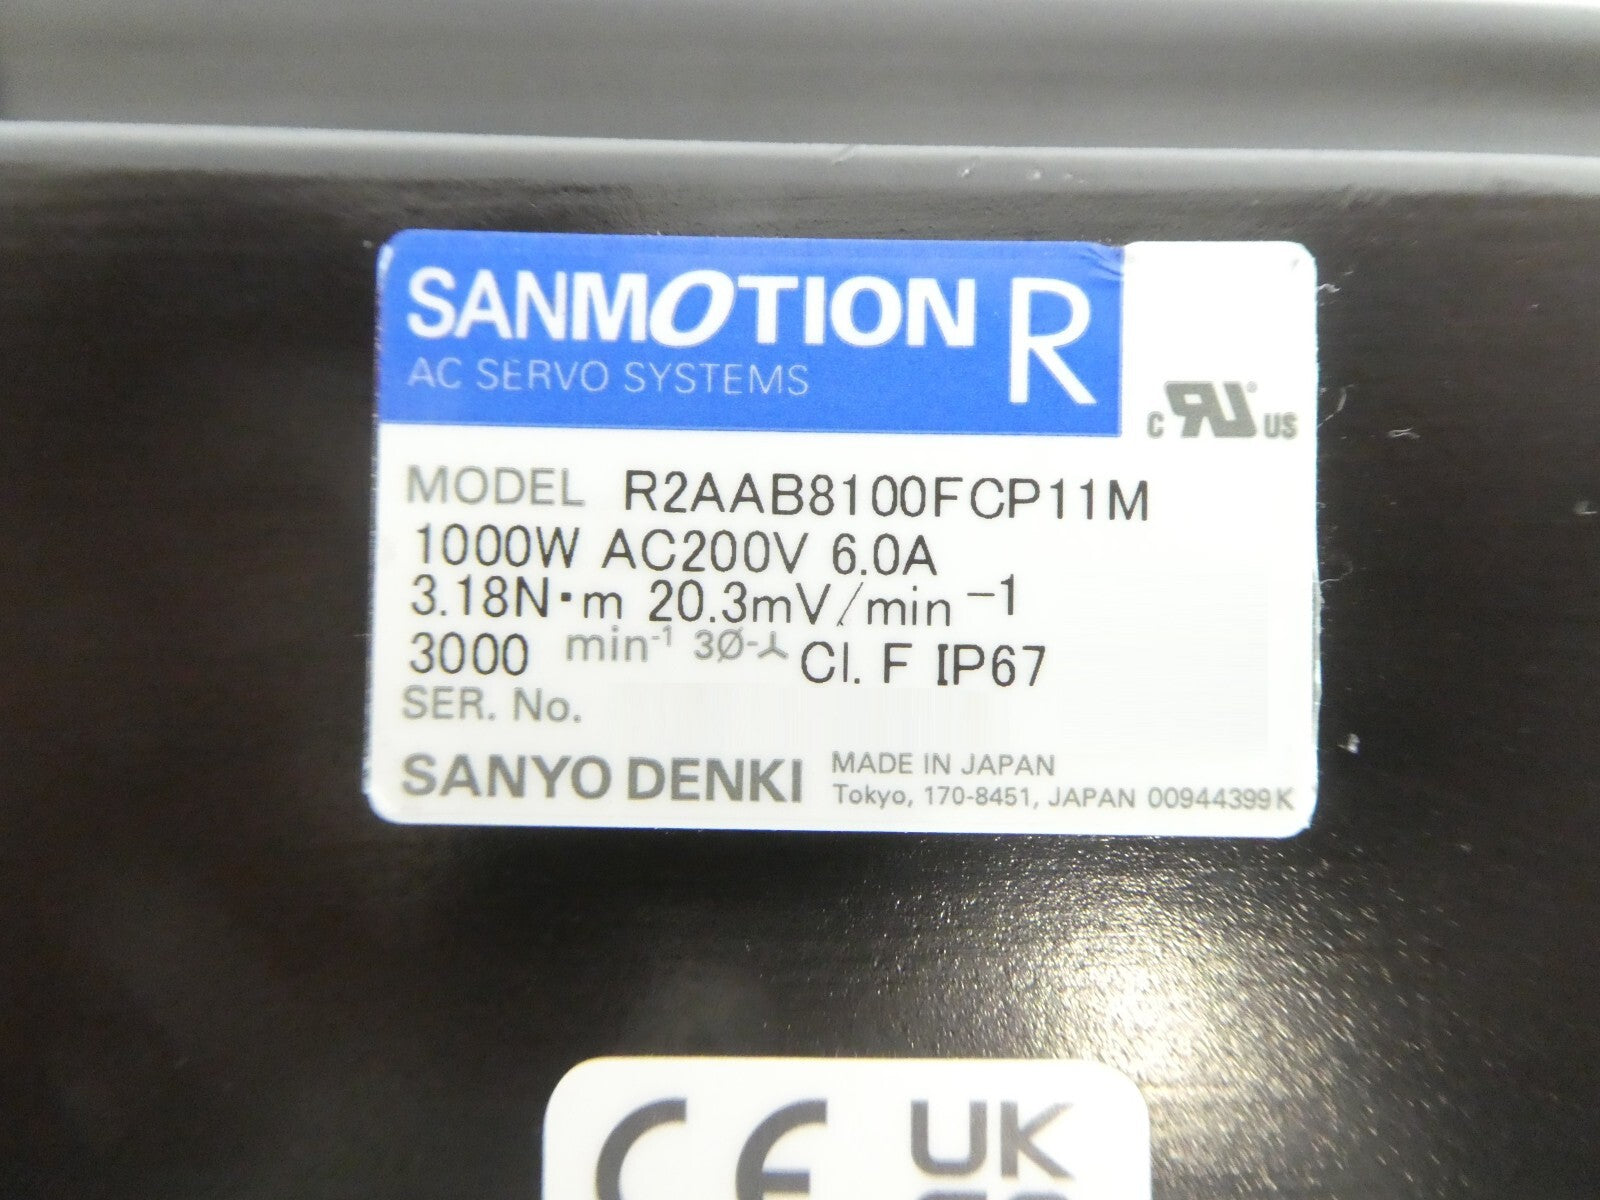 SANMOTION R
AC SERVO SYSTEMS
c RU US
MODEL R2AAB8100FCP11M
1000W AC200V 6.0A
3.18N・m 20.3mV/min⁻¹
3000 min⁻¹ 3Ø-⅄ Cl. F IP67
SER. No.
SANYO DENKI MADE IN JAPAN
Tokyo, 170-8451, JAPAN 00944399K
CE UK